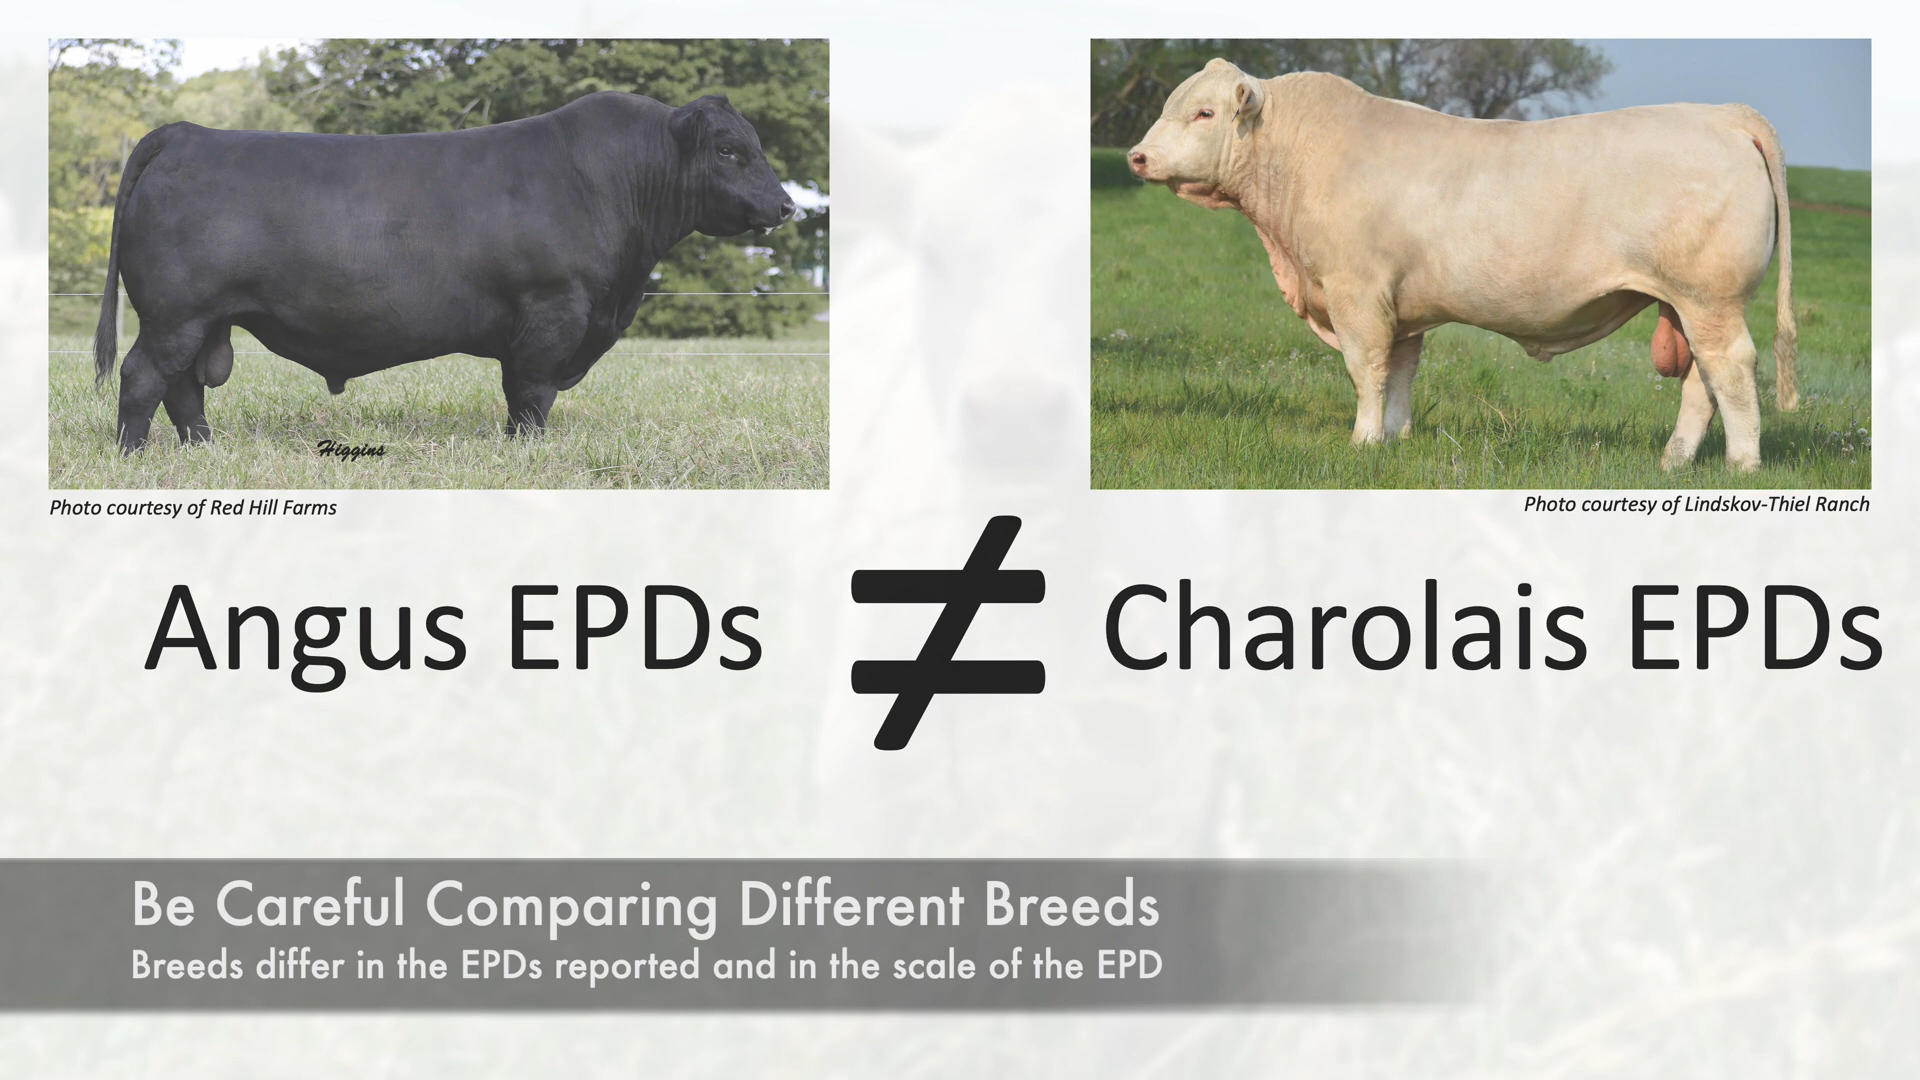 Higgins
Photo courtesy of Red Hill Farms
Photo courtesy of Lindskov-Thiel Ranch
Angus EPDs ≠ Charolais EPDs
Be Careful Comparing Different Breeds
Breeds differ in the EPDs reported and in the scale of the EPD